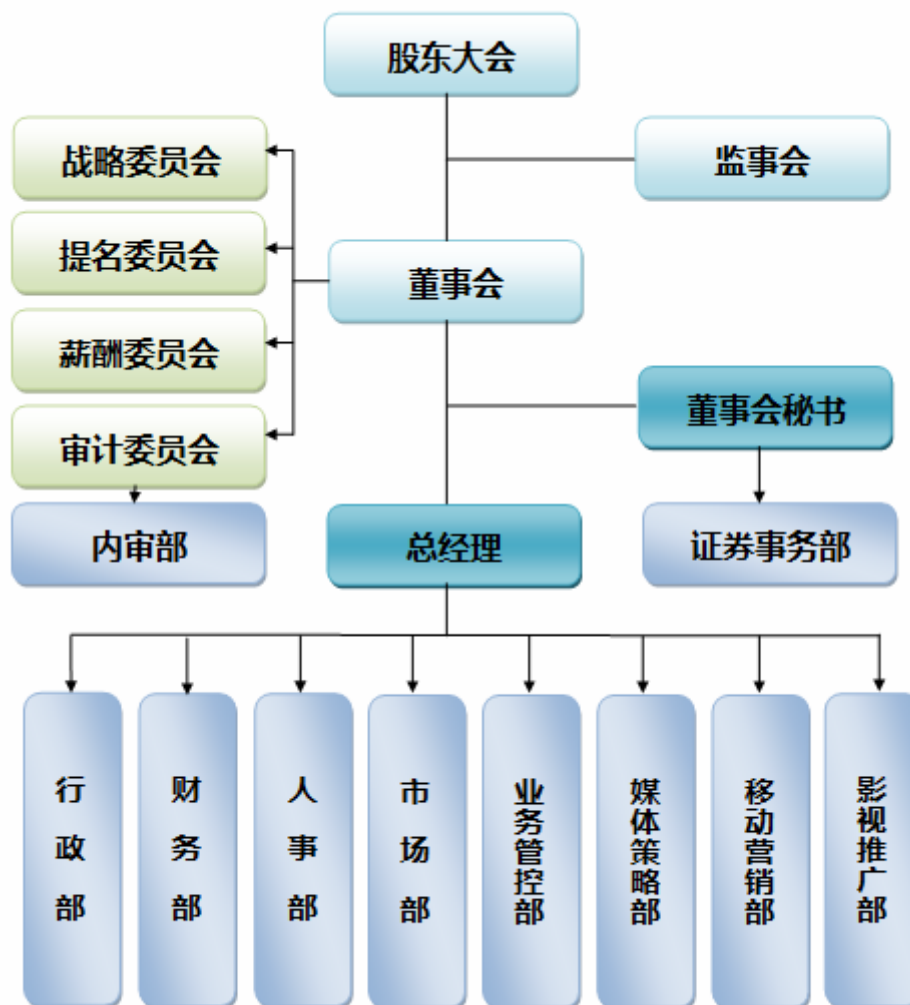 股东大会
战略委员会
监事会
提名委员会
董事会
薪酬委员会
董事会秘书
审计委员会
内审部
总经理
证券事务部
行政部
财务部
人事部
市场部
业务管控部
媒体策略部
移动营销部
影视推广部